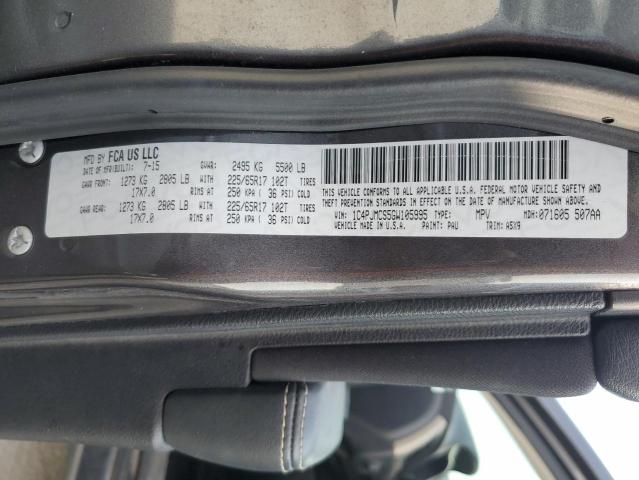 MFD BY FCA US LLC
DATE OF MFR(BUILT): 7-15 GVWR: 2495 KG 5500 LB
GAWR FRONT: 1273 KG 2805 LB WITH 225/65R17 102T TIRES
17X7.0 RIMS AT 250 KPA ( 36 PSI) COLD
GAWR REAR: 1273 KG 2805 LB WITH 225/65R17 102T TIRES
17X7.0 RIMS AT 250 KPA ( 36 PSI) COLD
THIS VEHICLE CONFORMS TO ALL APPLICABLE U.S.A. FEDERAL MOTOR VEHICLE SAFETY AND
THEFT PREVENTION STANDARDS IN EFFECT ON THE DATE OF MANUFACTURE SHOWN ABOVE.
VIN: 1C4PJMCS5GW105995 TYPE: MPV MDH: 071605 507AA
VEHICLE MADE IN U.S.A. PAINT: PAU TRIM: A5X9